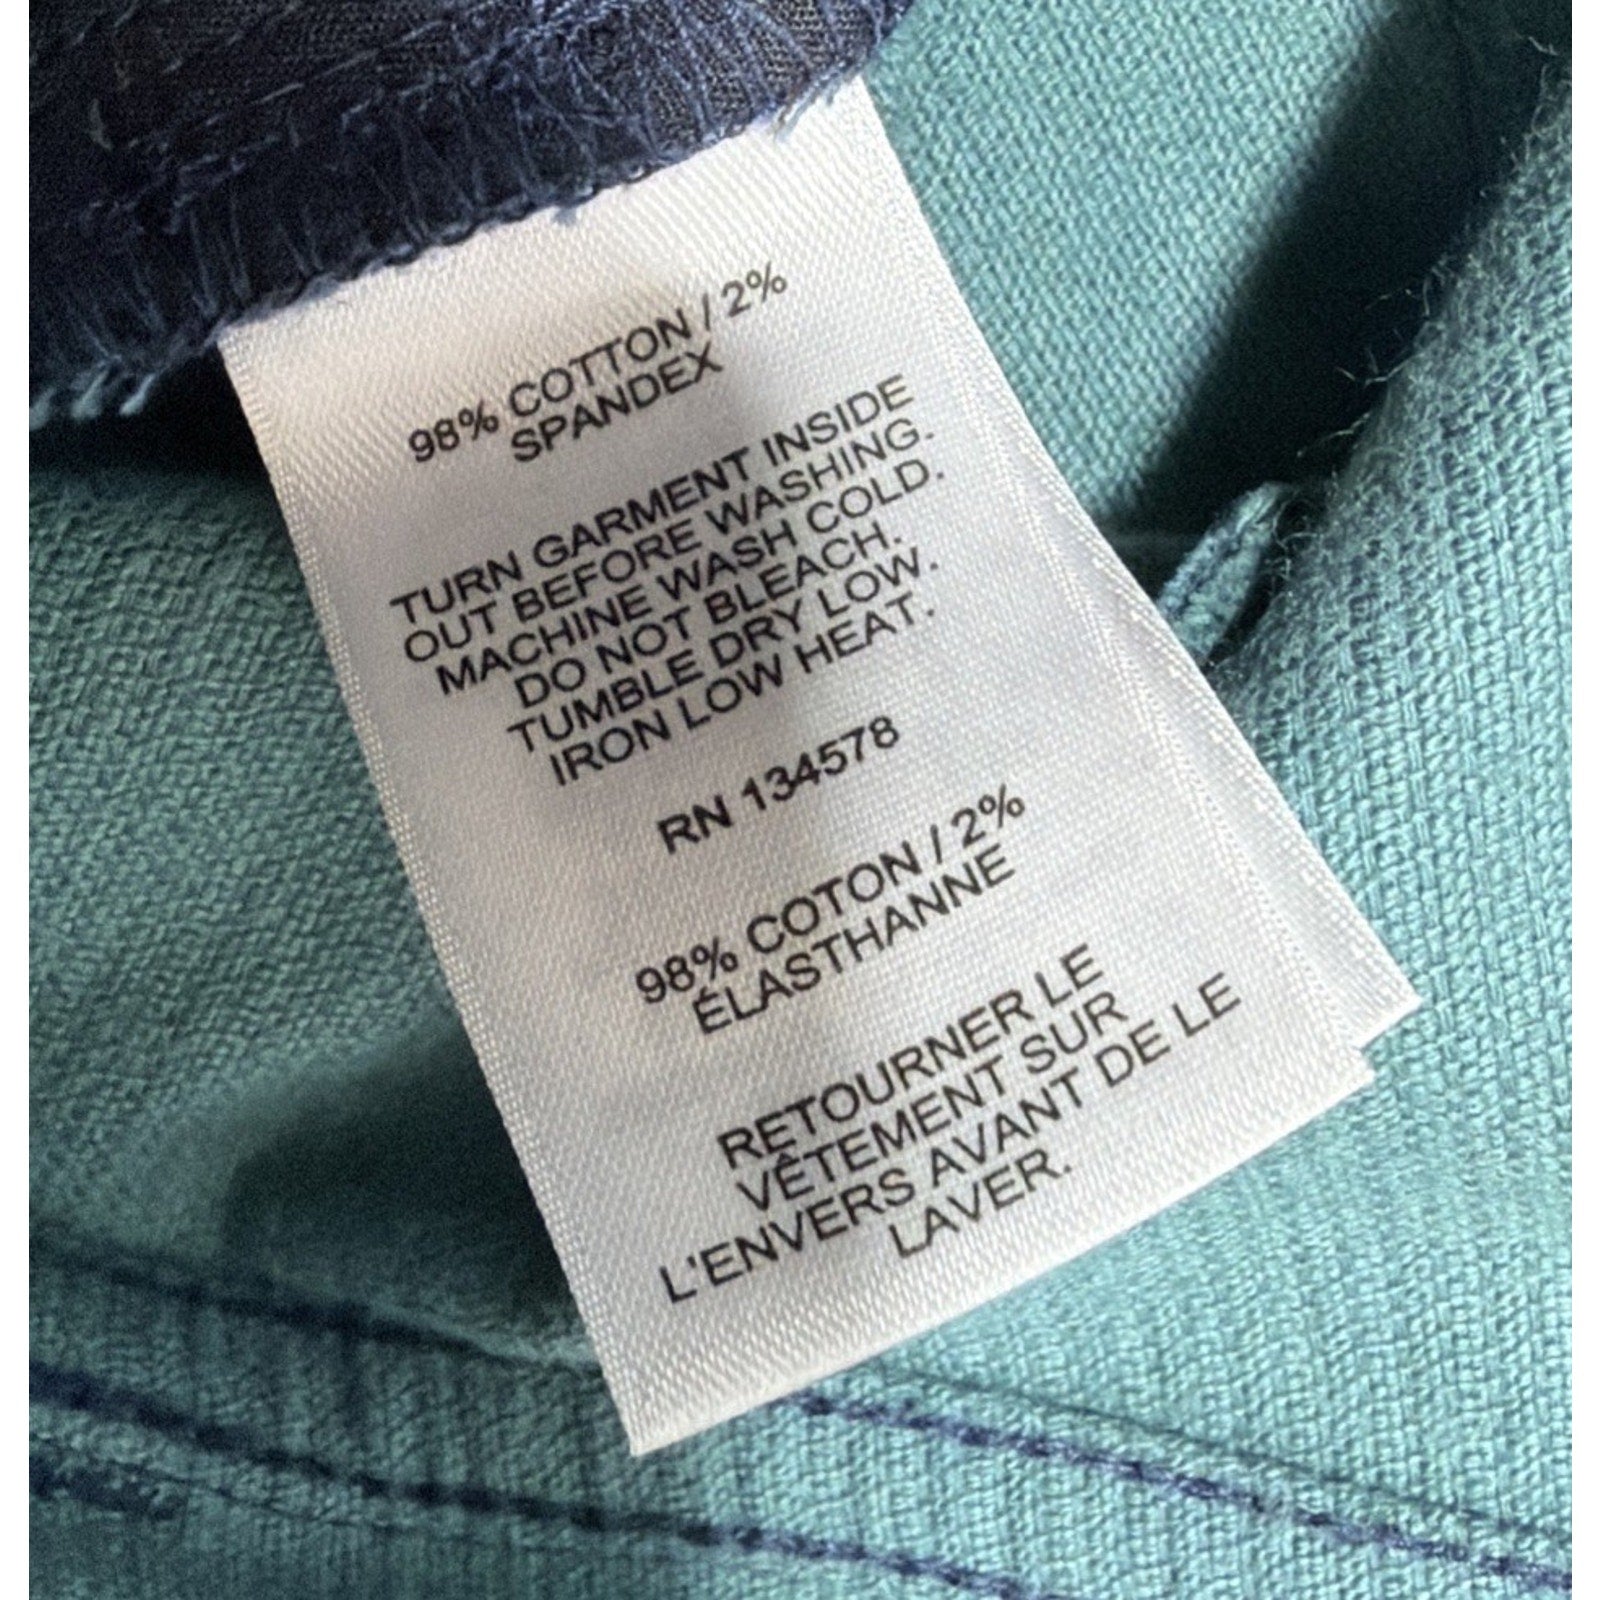 98% COTTON / 2%
SPANDEX
TURN GARMENT INSIDE
OUT BEFORE WASHING.
MACHINE WASH COLD.
DO NOT BLEACH.
TUMBLE DRY LOW.
IRON LOW HEAT.
RN 134578
98% COTON / 2%
ÉLASTHANNE
RETOURNER LE
VÊTEMENT SUR
L'ENVERS AVANT DE LE
LAVER.